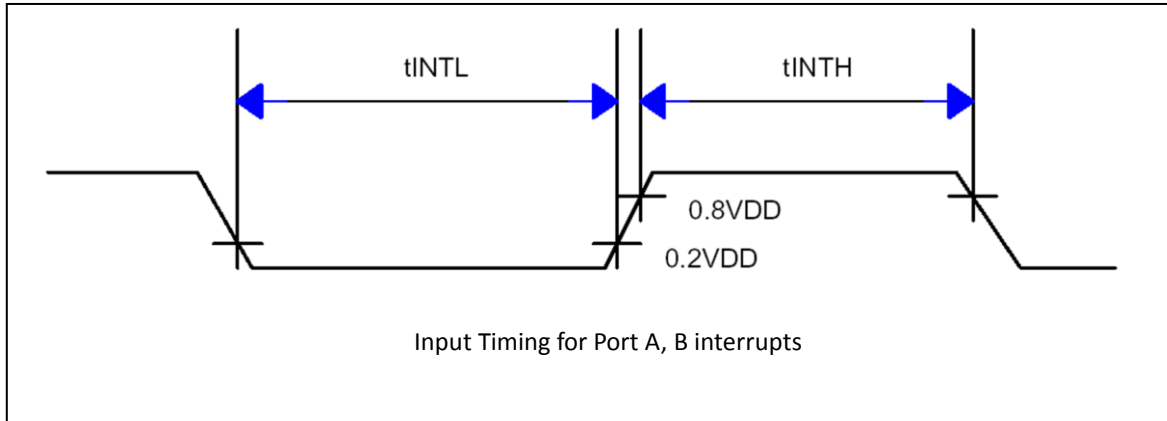 tINTL
tINTH
0.8VDD
0.2VDD
Input Timing for Port A, B interrupts